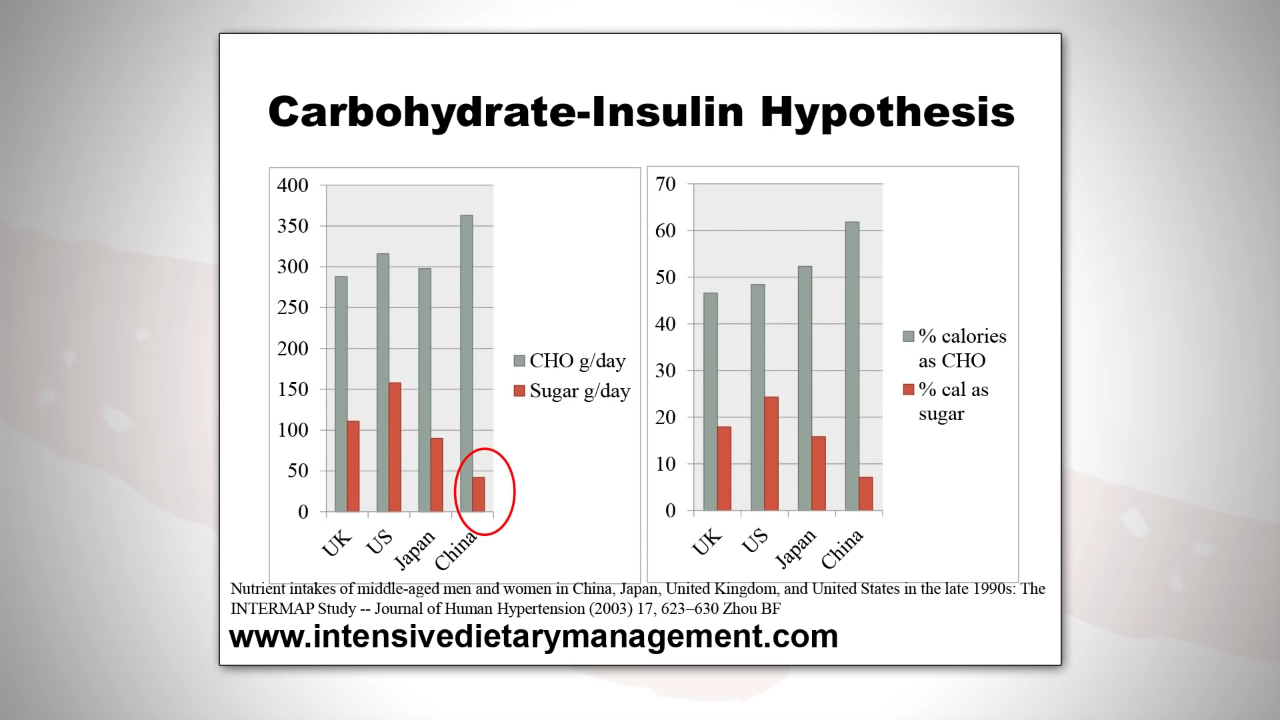 Carbohydrate-Insulin Hypothesis
400
350
300
250
200
150
100
50
0
UK
US
Japan
China
CHO g/day
Sugar g/day
70
60
50
40
30
20
10
0
UK
US
Japan
China
% calories
as CHO
% cal as
sugar
Nutrient intakes of middle-aged men and women in China, Japan, United Kingdom, and United States in the late 1990s: The
INTERMAP Study -- Journal of Human Hypertension (2003) 17, 623–630 Zhou BF
www.intensivedietarymanagement.com